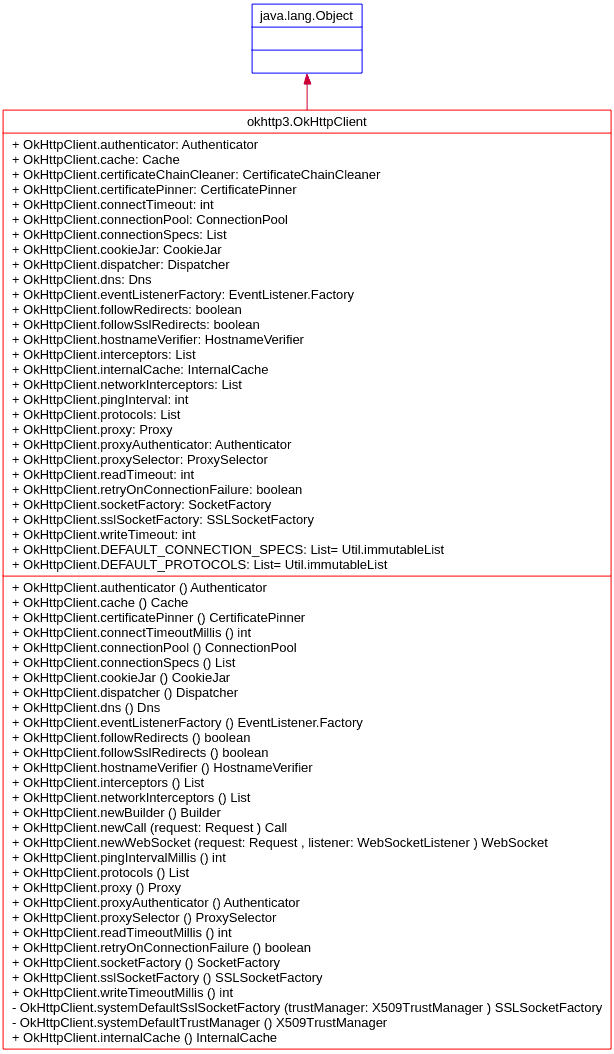 java.lang.Object
okhttp3.OkHttpClient
+ OkHttpClient.authenticator: Authenticator
+ OkHttpClient.cache: Cache
+ OkHttpClient.certificateChainCleaner: CertificateChainCleaner
+ OkHttpClient.certificatePinner: CertificatePinner
+ OkHttpClient.connectTimeout: int
+ OkHttpClient.connectionPool: ConnectionPool
+ OkHttpClient.connectionSpecs: List
+ OkHttpClient.cookieJar: CookieJar
+ OkHttpClient.dispatcher: Dispatcher
+ OkHttpClient.dns: Dns
+ OkHttpClient.eventListenerFactory: EventListener.Factory
+ OkHttpClient.followRedirects: boolean
+ OkHttpClient.followSslRedirects: boolean
+ OkHttpClient.hostnameVerifier: HostnameVerifier
+ OkHttpClient.interceptors: List
+ OkHttpClient.internalCache: InternalCache
+ OkHttpClient.networkInterceptors: List
+ OkHttpClient.pingInterval: int
+ OkHttpClient.protocols: List
+ OkHttpClient.proxy: Proxy
+ OkHttpClient.proxyAuthenticator: Authenticator
+ OkHttpClient.proxySelector: ProxySelector
+ OkHttpClient.readTimeout: int
+ OkHttpClient.retryOnConnectionFailure: boolean
+ OkHttpClient.socketFactory: SocketFactory
+ OkHttpClient.sslSocketFactory: SSLSocketFactory
+ OkHttpClient.writeTimeout: int
+ OkHttpClient.DEFAULT_CONNECTION_SPECS: List= Util.immutableList
+ OkHttpClient.DEFAULT_PROTOCOLS: List= Util.immutableList
+ OkHttpClient.authenticator () Authenticator
+ OkHttpClient.cache () Cache
+ OkHttpClient.certificatePinner () CertificatePinner
+ OkHttpClient.connectTimeoutMillis () int
+ OkHttpClient.connectionPool () ConnectionPool
+ OkHttpClient.connectionSpecs () List
+ OkHttpClient.cookieJar () CookieJar
+ OkHttpClient.dispatcher () Dispatcher
+ OkHttpClient.dns () Dns
+ OkHttpClient.eventListenerFactory () EventListener.Factory
+ OkHttpClient.followRedirects () boolean
+ OkHttpClient.followSslRedirects () boolean
+ OkHttpClient.hostnameVerifier () HostnameVerifier
+ OkHttpClient.interceptors () List
+ OkHttpClient.networkInterceptors () List
+ OkHttpClient.newBuilder () Builder
+ OkHttpClient.newCall (request: Request ) Call
+ OkHttpClient.newWebSocket (request: Request , listener: WebSocketListener ) WebSocket
+ OkHttpClient.pingIntervalMillis () int
+ OkHttpClient.protocols () List
+ OkHttpClient.proxy () Proxy
+ OkHttpClient.proxyAuthenticator () Authenticator
+ OkHttpClient.proxySelector () ProxySelector
+ OkHttpClient.readTimeoutMillis () int
+ OkHttpClient.retryOnConnectionFailure () boolean
+ OkHttpClient.socketFactory () SocketFactory
+ OkHttpClient.sslSocketFactory () SSLSocketFactory
+ OkHttpClient.writeTimeoutMillis () int
- OkHttpClient.systemDefaultSslSocketFactory (trustManager: X509TrustManager ) SSLSocketFactory
- OkHttpClient.systemDefaultTrustManager () X509TrustManager
+ OkHttpClient.internalCache () InternalCache